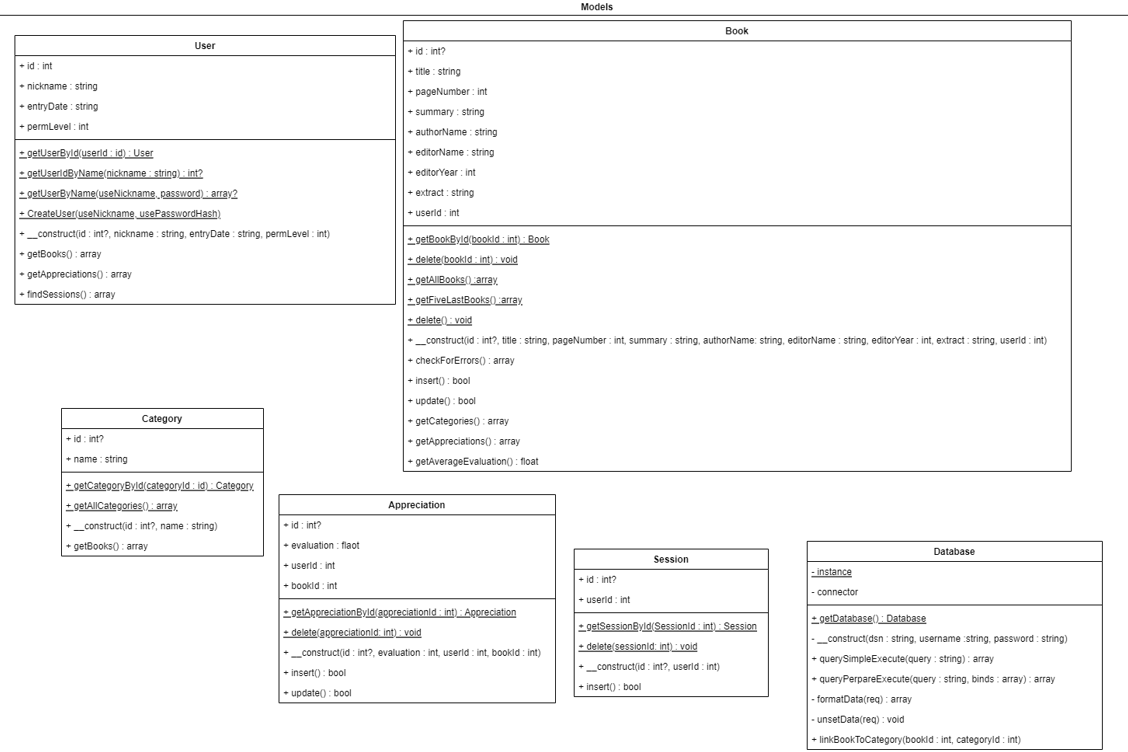 Models
User
+ id : int
+ nickname : string
+ entryDate : string
+ permLevel : int
+ getUserById(userId : id) : User
+ getUserIdByName(nickname : string) : int?
+ getUserByName(useNickname, password) : array?
+ CreateUser(useNickname, usePasswordHash)
+ __construct(id : int?, nickname : string, entryDate : string, permLevel : int)
+ getBooks() : array
+ getAppreciations() : array
+ findSessions() : array
Book
+ id : int?
+ title : string
+ pageNumber : int
+ summary : string
+ authorName : string
+ editorName : string
+ editorYear : int
+ extract : string
+ userId : int
+ getBookById(bookId : int) : Book
+ delete(bookId : int) : void
+ getAllBooks() :array
+ getFiveLastBooks() :array
+ delete() : void
+ __construct(id : int?, title : string, pageNumber : int, summary : string, authorName: string, editorName : string, editorYear : int, extract : string, userId : int)
+ checkForErrors() : array
+ insert() : bool
+ update() : bool
+ getCategories() : array
+ getAppreciations() : array
+ getAverageEvaluation() : float
Category
+ id : int?
+ name : string
+ getCategoryById(categoryId : id) : Category
+ getAllCategories() : array
+ __construct(id : int?, name : string)
+ getBooks() : array
Appreciation
+ id : int?
+ evaluation : flaot
+ userId : int
+ bookId : int
+ getAppreciationById(appreciationId : int) : Appreciation
+ delete(appreciationId: int) : void
+ __construct(id : int?, evaluation : int, userId : int, bookId : int)
+ insert() : bool
+ update() : bool
Session
+ id : int?
+ userId : int
+ getSessionById(SessionId : int) : Session
+ delete(sessionId: int) : void
+ __construct(id : int?, userId : int)
+ insert() : bool
Database
- instance
- connector
+ getDatabase() : Database
- __construct(dsn : string, username :string, password : string)
+ querySimpleExecute(query : string) : array
+ queryPerpareExecute(query : string, binds : array) : array
- formatData(req) : array
- unsetData(req) : void
+ linkBookToCategory(bookId : int, categoryId : int)